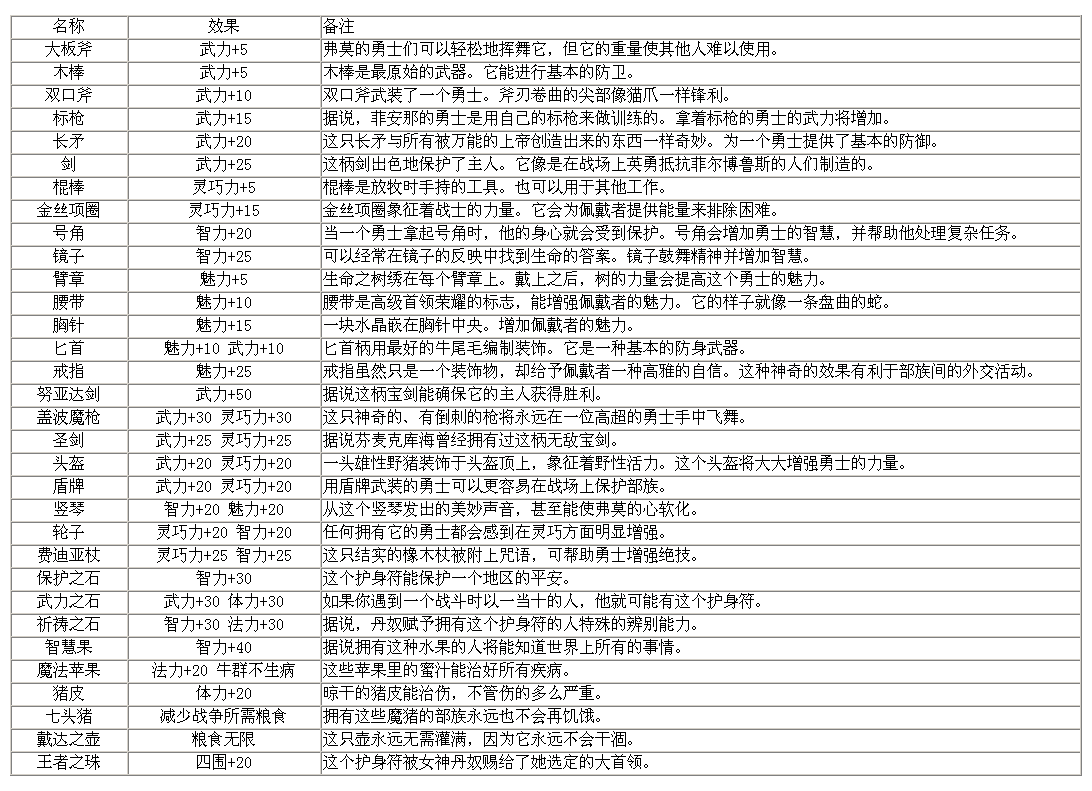 名称 效果 备注
大板斧 武力+5 弗莫的勇士们可以轻松地挥舞它，但它的重量使其他人难以使用。
木棒 武力+5 木棒是最原始的武器。它能进行基本的防卫。
双口斧 武力+10 双口斧武装了一个勇士。斧刃卷曲的尖部像猫爪一样锋利。
标枪 武力+15 据说，菲安那的勇士是用自己的标枪来做训练的。拿着标枪的勇士的武力将增加。
长矛 武力+20 这只长矛与所有被万能的上帝创造出来的东西一样奇妙。为一个勇士提供了基本的防御。
剑 武力+25 这柄剑出色地保护了主人。它像是在战场上英勇抵抗菲尔博鲁斯的人们制造的。
棍棒 灵巧力+5 棍棒是放牧时手持的工具。也可以用于其他工作。
金丝项圈 灵巧力+15 金丝项圈象征着战士的力量。它会为佩戴者提供能量来排除困难。
号角 智力+20 当一个勇士拿起号角时，他的身心就会受到保护。号角会增加勇士的智慧，并帮助他处理复杂任务。
镜子 智力+25 可以经常在镜子的反映中找到生命的答案。镜子鼓舞精神并增加智慧。
臂章 魅力+5 生命之树绣在每个臂章上。戴上之后，树的力量会提高这个勇士的魅力。
腰带 魅力+10 腰带是高级首领荣耀的标志，能增强佩戴者的魅力。它的样子就像一条盘曲的蛇。
胸针 魅力+15 一块水晶嵌在胸针中央。增加佩戴者的魅力。
匕首 魅力+10 武力+10 匕首柄用最好的牛尾毛编制装饰。它是一种基本的防身武器。
戒指 魅力+25 戒指虽然只是一个装饰物，却给予佩戴者一种高雅的自信。这种神奇的效果有利于部族间的外交活动。
努亚达剑 武力+50 据说这柄宝剑能确保它的主人获得胜利。
盖波魔枪 武力+30 灵巧力+30 这只神奇的、有倒刺的枪将永远在一位高超的勇士手中飞舞。
圣剑 武力+25 灵巧力+25 据说芬麦克库海曾经拥有过这柄无敌宝剑。
头盔 武力+20 灵巧力+20 一头雄性野猪装饰于头盔顶上，象征着野性活力。这个头盔将大大增强勇士的力量。
盾牌 武力+20 灵巧力+20 用盾牌武装的勇士可以更容易在战场上保护部族。
竖琴 智力+20 魅力+20 从这个竖琴发出的美妙声音，甚至能使弗莫的心软化。
轮子 灵巧力+20 智力+20 任何拥有它的勇士都会感到在灵巧方面明显增强。
费迪亚杖 灵巧力+25 智力+25 这只结实的橡木杖被附上咒语，可帮助勇士增强绝技。
保护之石 智力+30 这个护身符能保护一个地区的平安。
武力之石 武力+30 体力+30 如果你遇到一个战斗时以一当十的人，他就可能有这个护身符。
祈祷之石 智力+30 法力+30 据说，丹奴赋予拥有这个护身符的人特殊的辨别能力。
智慧果 智力+40 据说拥有这种水果的人将能知道世界上所有的事情。
魔法苹果 法力+20 牛群不生病 这些苹果里的蜜汁能治好所有疾病。
猪皮 体力+20 晾干的猪皮能治伤，不管伤的多么严重。
七头猪 减少战争所需粮食 拥有这些魔猪的部族永远也不会再饥饿。
戴达之壶 粮食无限 这只壶永远无需灌满，因为它永远不会干涸。
王者之珠 四围+20 这个护身符被女神丹奴赐给了她选定的大首领。